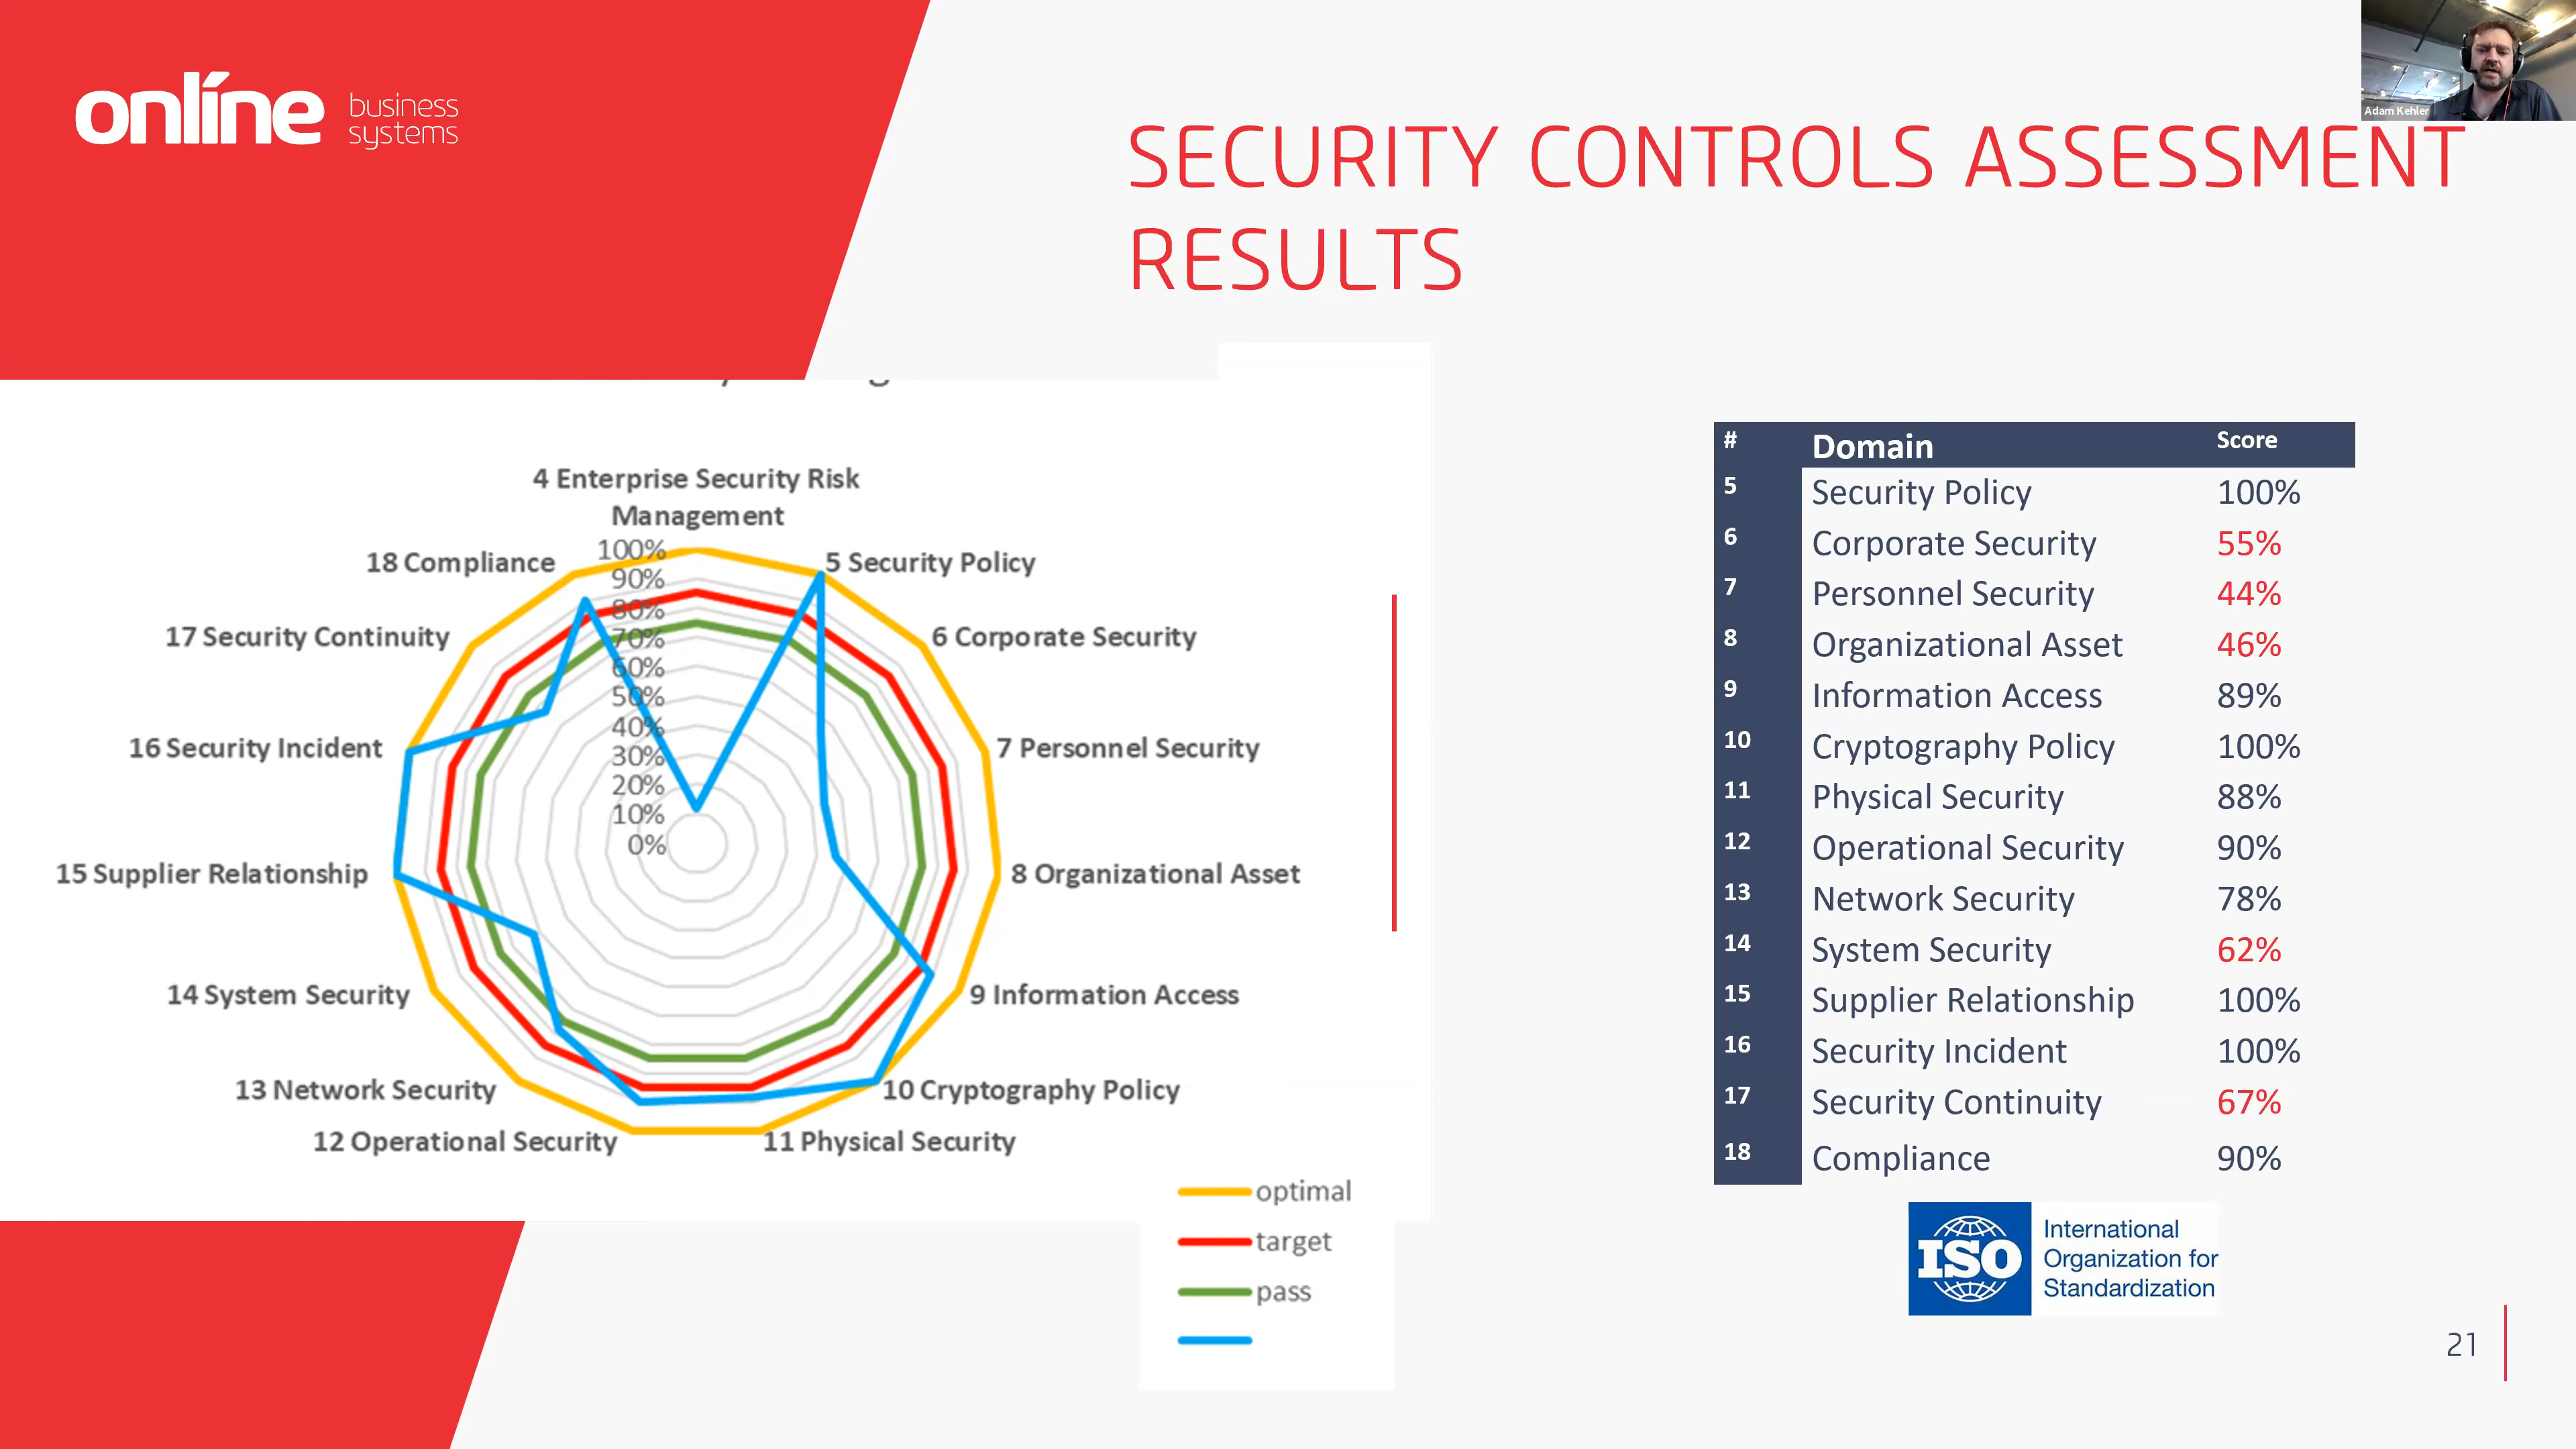 online business systems
Adam Kehler
SECURITY CONTROLS ASSESSMENT
RESULTS
4 Enterprise Security Risk
Management
5 Security Policy
6 Corporate Security
7 Personnel Security
8 Organizational Asset
9 Information Access
10 Cryptography Policy
11 Physical Security
12 Operational Security
13 Network Security
14 System Security
15 Supplier Relationship
16 Security Incident
17 Security Continuity
18 Compliance
100%
90%
80%
70%
60%
50%
40%
30%
20%
10%
0%
optimal
target
pass
# Domain Score
5 Security Policy 100%
6 Corporate Security 55%
7 Personnel Security 44%
8 Organizational Asset 46%
9 Information Access 89%
10 Cryptography Policy 100%
11 Physical Security 88%
12 Operational Security 90%
13 Network Security 78%
14 System Security 62%
15 Supplier Relationship 100%
16 Security Incident 100%
17 Security Continuity 67%
18 Compliance 90%
ISO
International
Organization for
Standardization
21